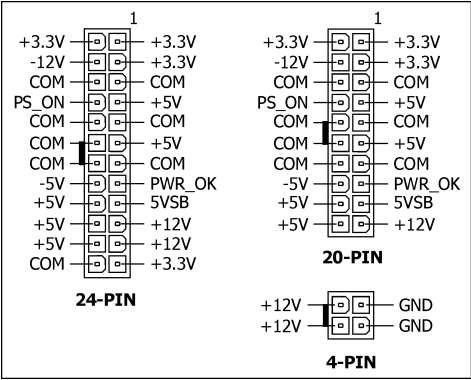 1
+3.3V +3.3V
-12V +3.3V
COM COM
PS_ON +5V
COM COM
COM +5V
COM COM
-5V PWR_OK
+5V 5VSB
+5V +12V
+5V +12V
COM +3.3V
24-PIN
1
+3.3V +3.3V
-12V +3.3V
COM COM
PS_ON +5V
COM COM
COM +5V
COM COM
-5V PWR_OK
+5V 5VSB
+5V +12V
20-PIN
+12V GND
+12V GND
4-PIN